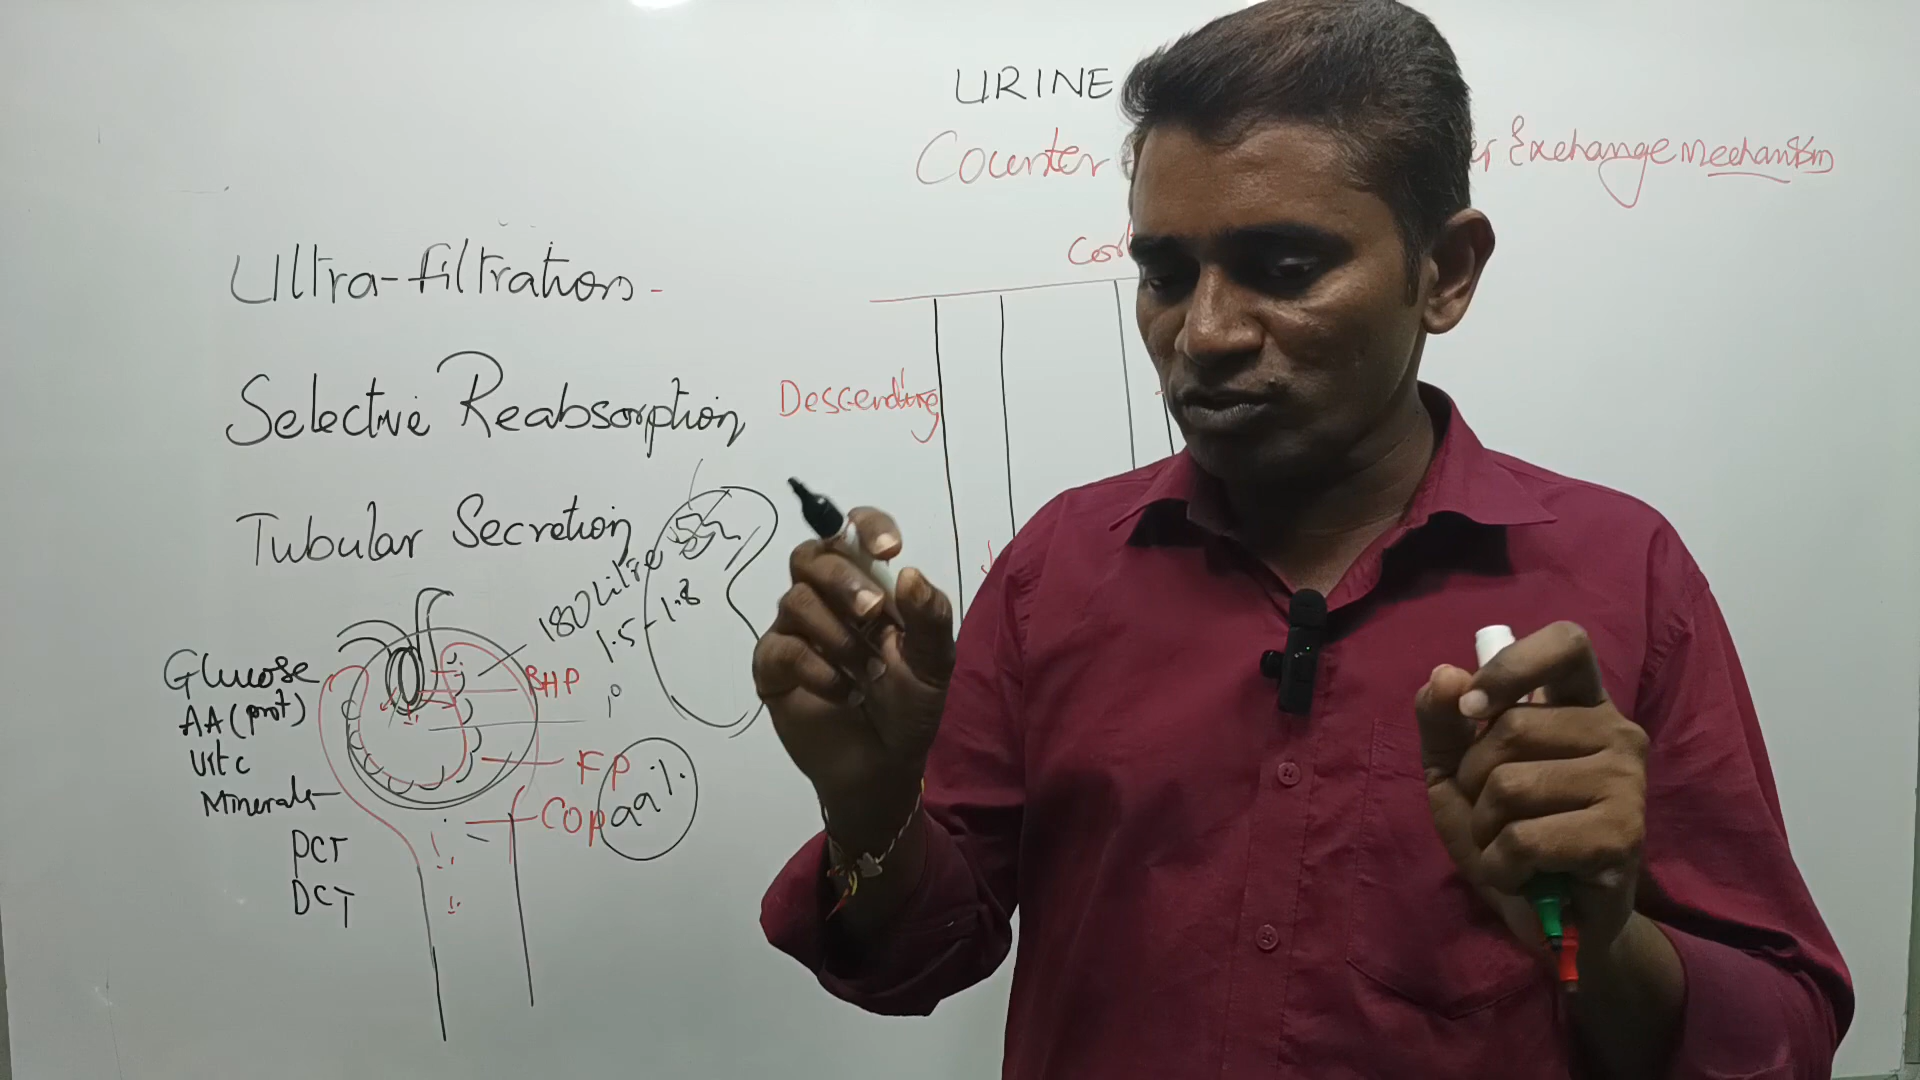 URINE
Counter
Exchange Mechanism
Ultra-filtration
Selective Reabsorption
Descending
Tubular Secretion
180 Litre
1.5-1.8
Glucose
AA (prot)
Vit C
Minerals
PCT
DCT
BHP
FP
COP
99%